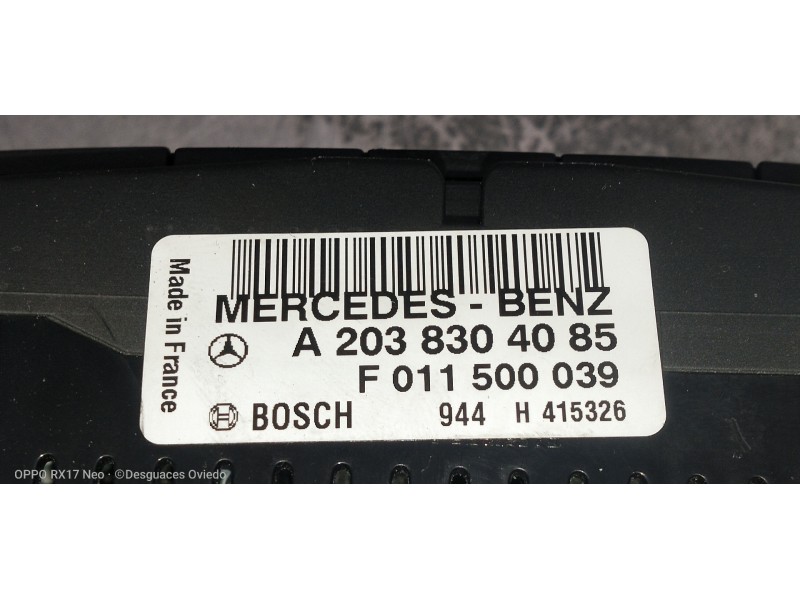 Made in France
MERCEDES - BENZ
A 203 830 40 85
F 011 500 039
BOSCH 944 H 415326
OPPO RX17 Neo · ©Desguaces Oviedo